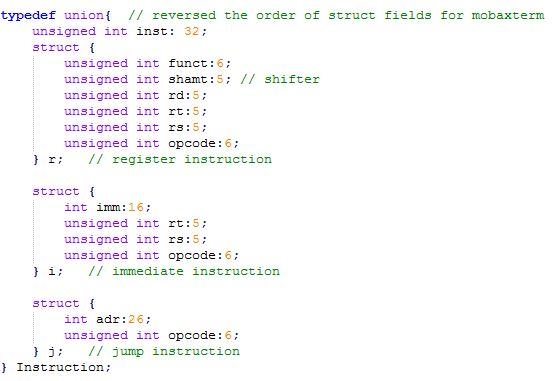 typedef union{  // reversed the order of struct fields for mobaxterm
    unsigned int inst: 32;
    struct {
        unsigned int funct:6;
        unsigned int shamt:5; // shifter
        unsigned int rd:5;
        unsigned int rt:5;
        unsigned int rs:5;
        unsigned int opcode:6;
    } r;   // register instruction

    struct {
        int imm:16;
        unsigned int rt:5;
        unsigned int rs:5;
        unsigned int opcode:6;
    } i;   // immediate instruction

    struct {
        int adr:26;
        unsigned int opcode:6;
    } j;   // jump instruction
} Instruction;